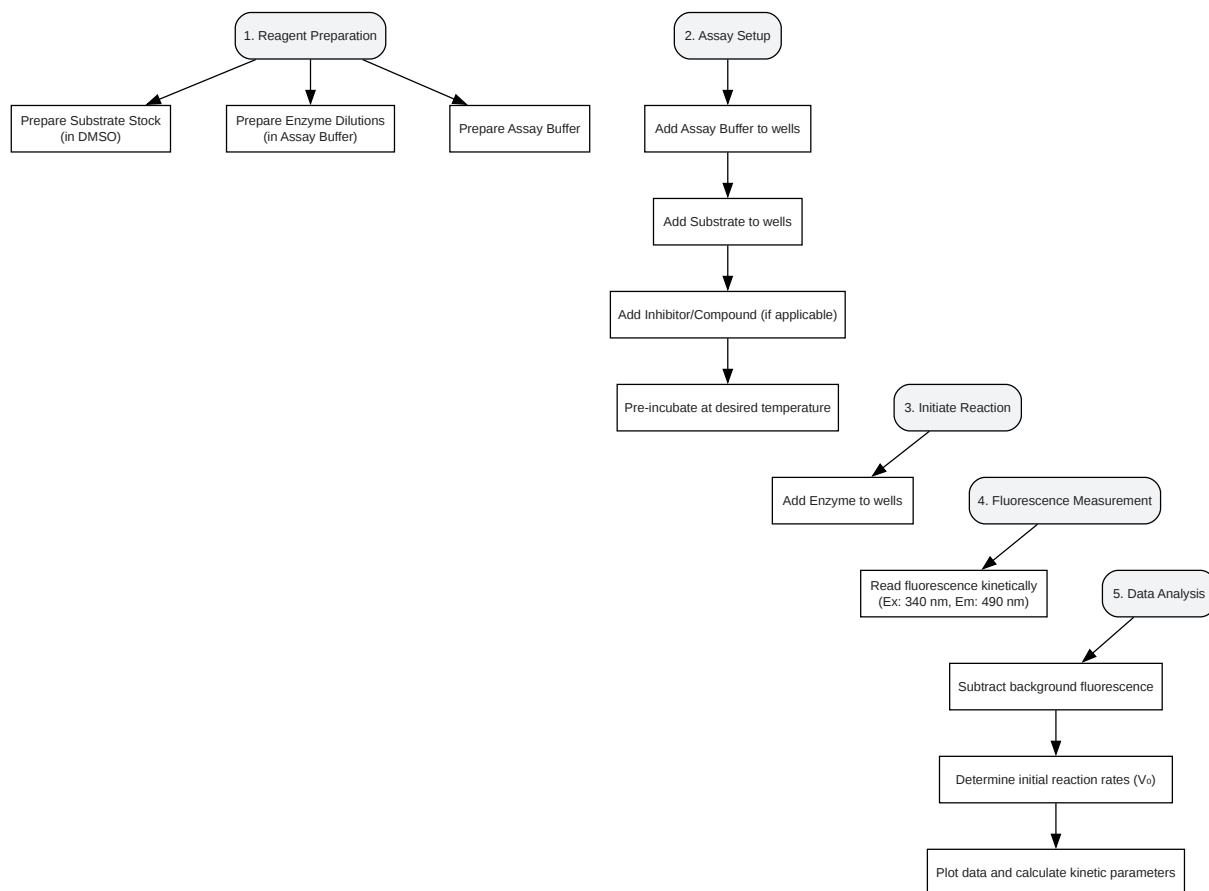 1. Reagent Preparation
Prepare Substrate Stock
(in DMSO)
Prepare Enzyme Dilutions
(in Assay Buffer)
Prepare Assay Buffer
2. Assay Setup
Add Assay Buffer to wells
Add Substrate to wells
Add Inhibitor/Compound (if applicable)
Pre-incubate at desired temperature
3. Initiate Reaction
Add Enzyme to wells
4. Fluorescence Measurement
Read fluorescence kinetically
(Ex: 340 nm, Em: 490 nm)
5. Data Analysis
Subtract background fluorescence
Determine initial reaction rates (V₀)
Plot data and calculate kinetic parameters